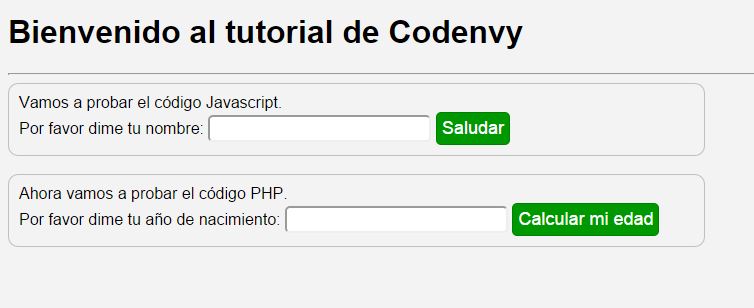 Bienvenido al tutorial de Codenvy
Vamos a probar el código Javascript.
Por favor dime tu nombre: Saludar
Ahora vamos a probar el código PHP.
Por favor dime tu año de nacimiento: Calcular mi edad